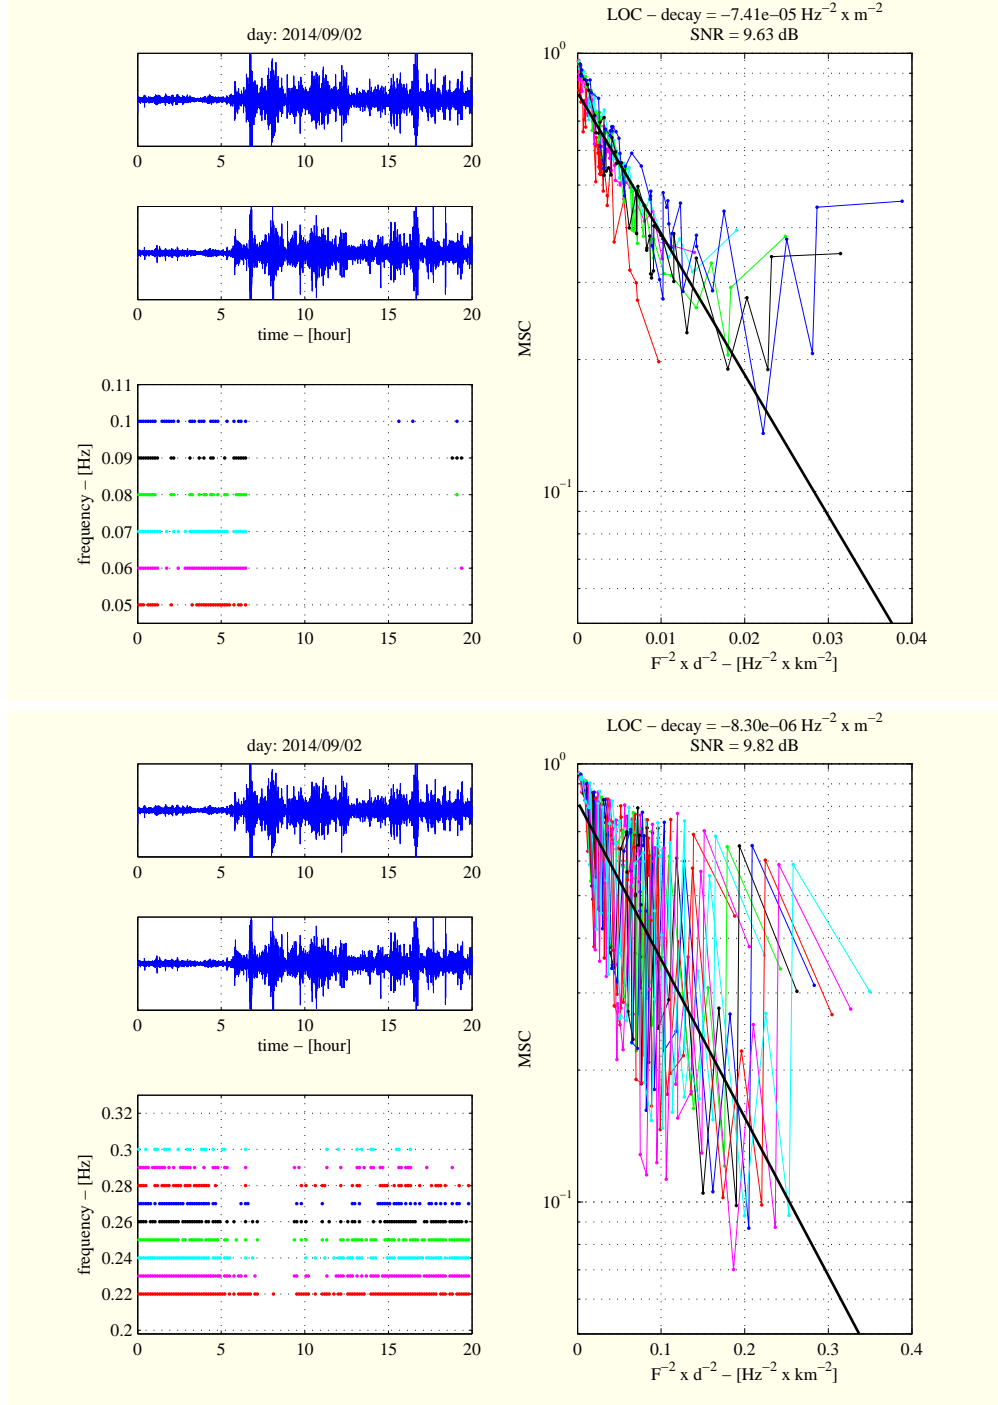 day: 2014/09/02
0 5 10 15 20
0 5 10 15 20
time − [hour]
0.11
0.1
0.09
0.08
0.07
0.06
0.05
frequency − [Hz]
0 5 10 15 20
LOC − decay = −7.41e−05 Hz⁻² x m⁻²
SNR = 9.63 dB
10⁰
10⁻¹
MSC
0 0.01 0.02 0.03 0.04
F⁻² x d⁻² − [Hz⁻² x km⁻²]
day: 2014/09/02
0 5 10 15 20
0 5 10 15 20
time − [hour]
0.32
0.3
0.28
0.26
0.24
0.22
0.2
frequency − [Hz]
0 5 10 15 20
LOC − decay = −8.30e−06 Hz⁻² x m⁻²
SNR = 9.82 dB
10⁰
10⁻¹
MSC
0 0.1 0.2 0.3 0.4
F⁻² x d⁻² − [Hz⁻² x km⁻²]